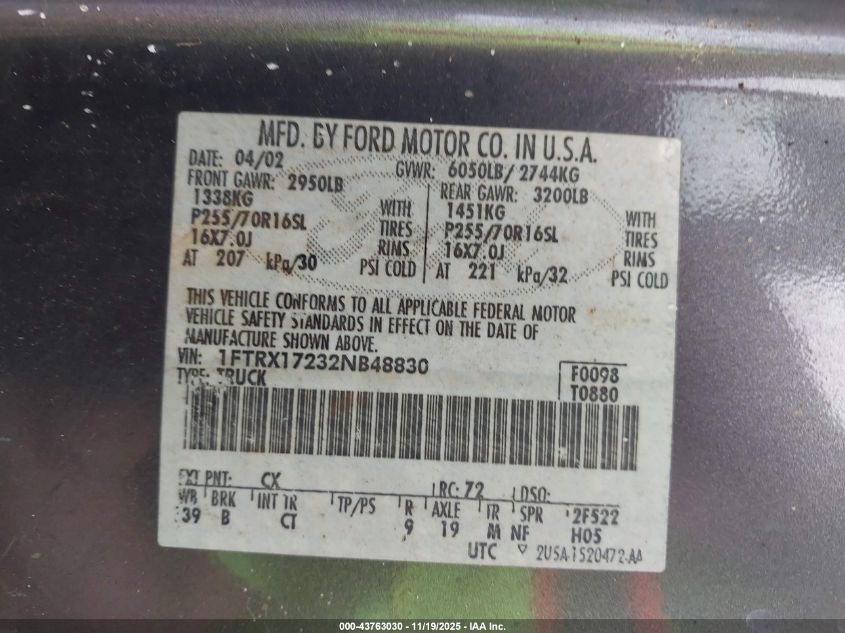 MFD. BY FORD MOTOR CO. IN U.S.A.
DATE: 04/02 GVWR: 6050LB/ 2744KG
FRONT GAWR: 2950LB REAR GAWR: 3200LB
1338KG WITH 1451KG WITH
P255/70R16SL TIRES P255/70R16SL TIRES
16X7.0J RIMS 16X7.0J RIMS
AT 207 kPa/30 PSI COLD AT 221 kPa/32 PSI COLD
THIS VEHICLE CONFORMS TO ALL APPLICABLE FEDERAL MOTOR
VEHICLE SAFETY STANDARDS IN EFFECT ON THE DATE OF
MANUFACTURE SHOWN ABOVE.
VIN: 1FTRX17232NB48830 F0098
TYPE: TRUCK T0880
EXT PNT: CX RC: 72 DSO:
WB BRK INT TR TP/PS R AXLE TR SPR 2F522
39 B CT 9 19 M NF H05
UTC ▽ 2U5A-1520472-AA
000-43763030 - 11/19/2025 - IAA Inc.